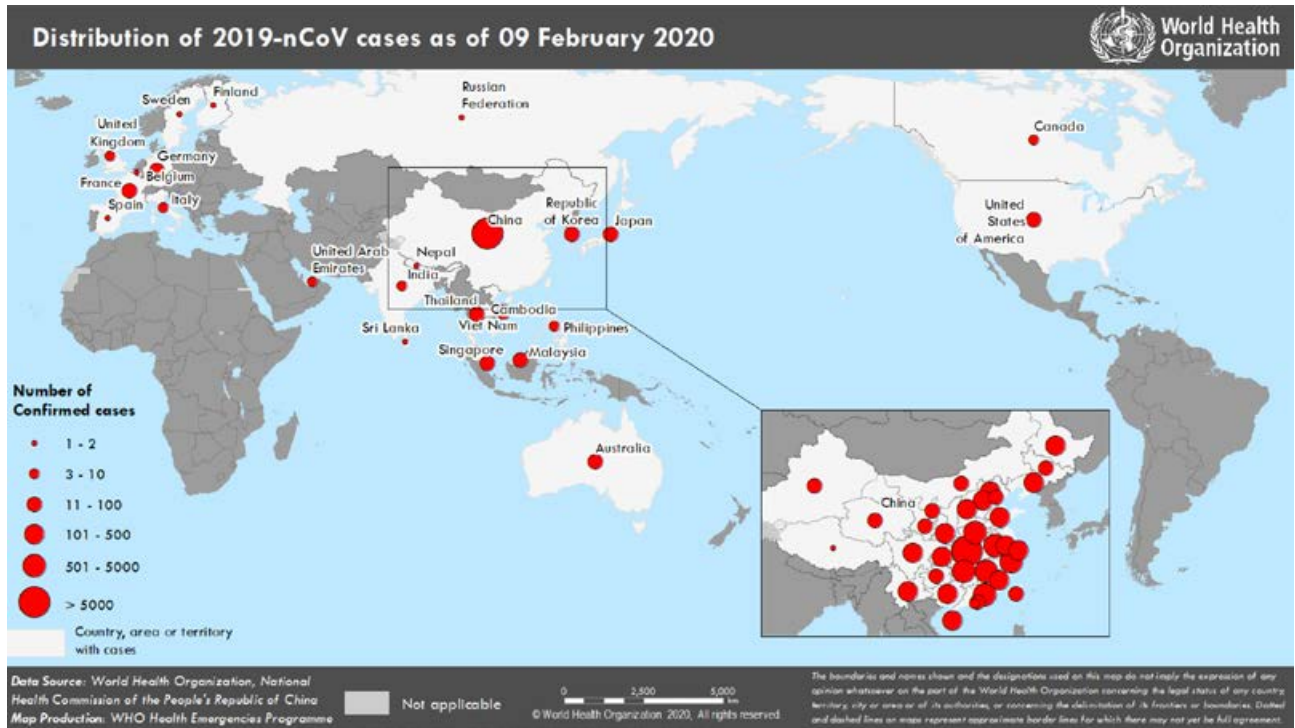 Distribution of 2019-nCoV cases as of 09 February 2020
World Health
Organization
Finland
Sweden
Russian
Federation
United
Kingdom
Germany
Belgium
France
Spain
Italy
Canada
United
States
of America
China
Republic
of Korea
Japan
Nepal
United Arab
Emirates
India
Thailand
Cambodia
Viet Nam
Philippines
Sri Lanka
Singapore
Malaysia
Australia
China
Number of
Confirmed cases
1 - 2
3 - 10
11 - 100
101 - 500
501 - 5000
> 5000
Country, area or territory
with cases
Data Source: World Health Organization, National
Health Commission of the People's Republic of China
Map Production: WHO Health Emergencies Programme
Not applicable
0 2,500 5,000
km
© World Health Organization 2020, All rights reserved.
The boundaries and names shown and the designations used on this map do not imply the expression of any
opinion whatsoever on the part of the World Health Organization concerning the legal status of any country,
territory, city or area or of its authorities, or concerning the delimitation of its frontiers or boundaries. Dotted
and dashed lines on maps represent approximate border lines for which there may not yet be full agreement.